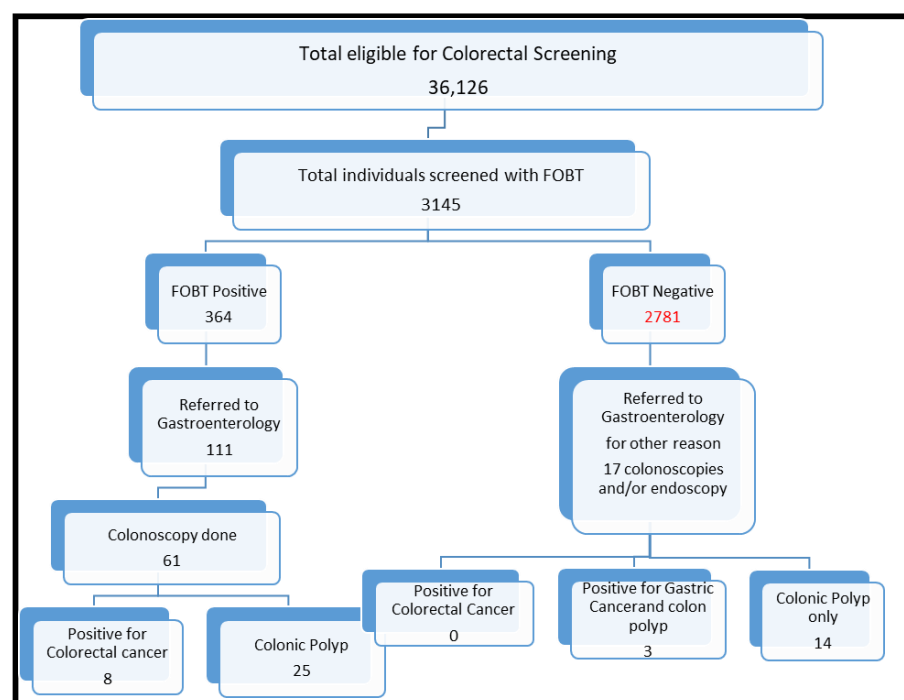 Total eligible for Colorectal Screening
36,126
Total individuals screened with FOBT
3145
FOBT Positive
364
FOBT Negative
2781
Referred to
Gastroenterology
111
Referred to
Gastroenterology
for other reason
17 colonoscopies
and/or endoscopy
Colonoscopy done
61
Positive for
Colorectal cancer
8
Colonic Polyp
25
Positive for
Colorectal Cancer
0
Positive for Gastric
Cancerand colon
polyp
3
Colonic Polyp
only
14